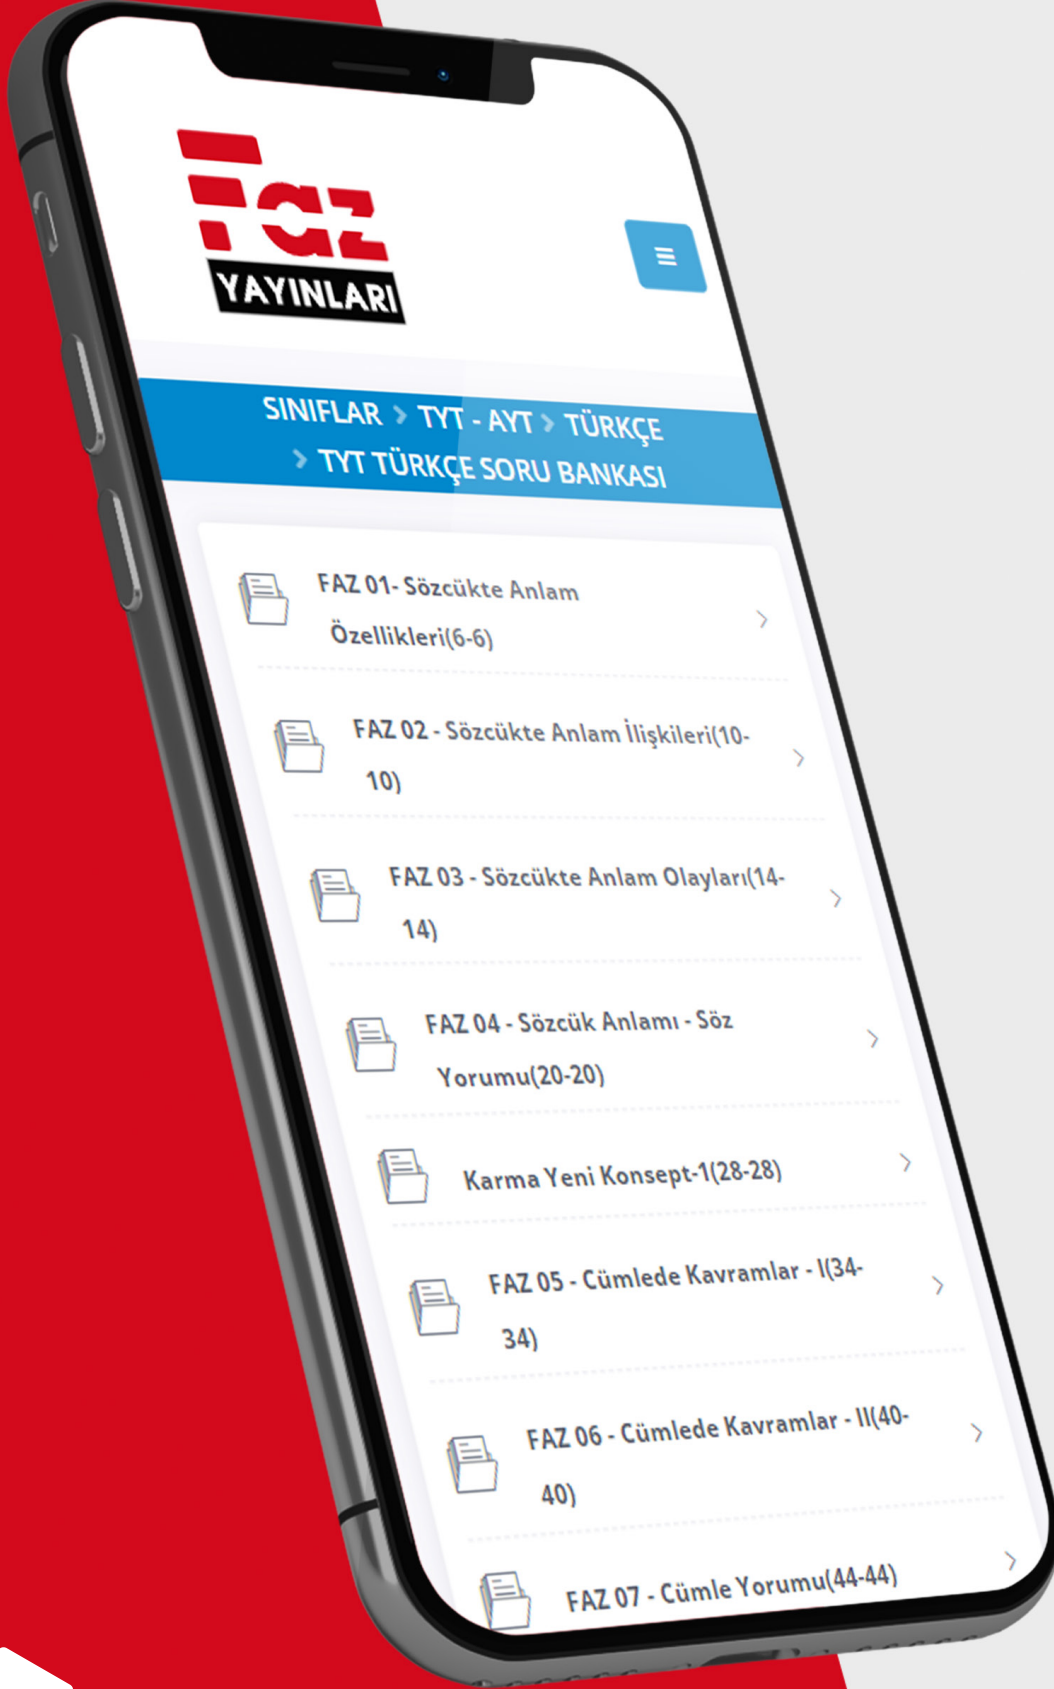 Faz
YAYINLARI
SINIFLAR > TYT - AYT > TÜRKÇE
> TYT TÜRKÇE SORU BANKASI
FAZ 01- Sözcükte Anlam
Özellikleri(6-6)
FAZ 02 - Sözcükte Anlam İlişkileri(10-
10)
FAZ 03 - Sözcükte Anlam Olayları(14-
14)
FAZ 04 - Sözcük Anlamı - Söz
Yorumu(20-20)
Karma Yeni Konsept-1(28-28)
FAZ 05 - Cümlede Kavramlar - I(34-
34)
FAZ 06 - Cümlede Kavramlar - II(40-
40)
FAZ 07 - Cümle Yorumu(44-44)